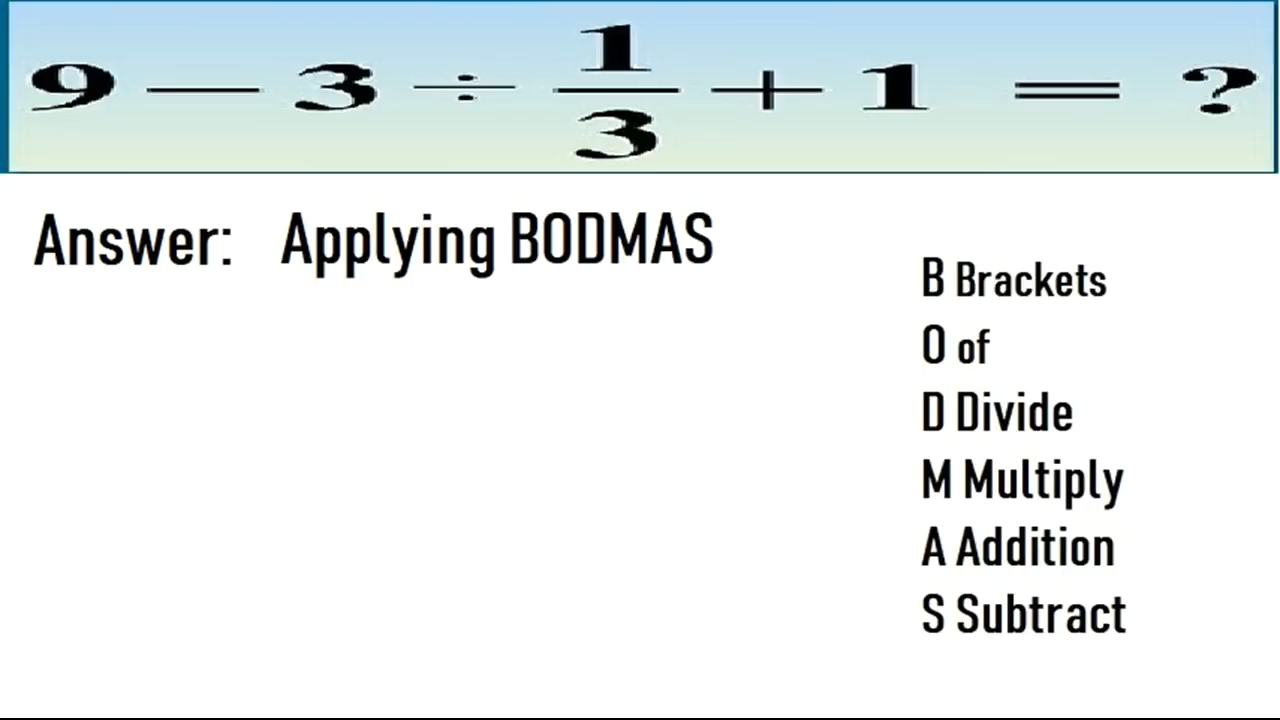 9 − 3 ÷ 1/3 + 1 = ?
Answer: Applying BODMAS
B Brackets
O of
D Divide
M Multiply
A Addition
S Subtract